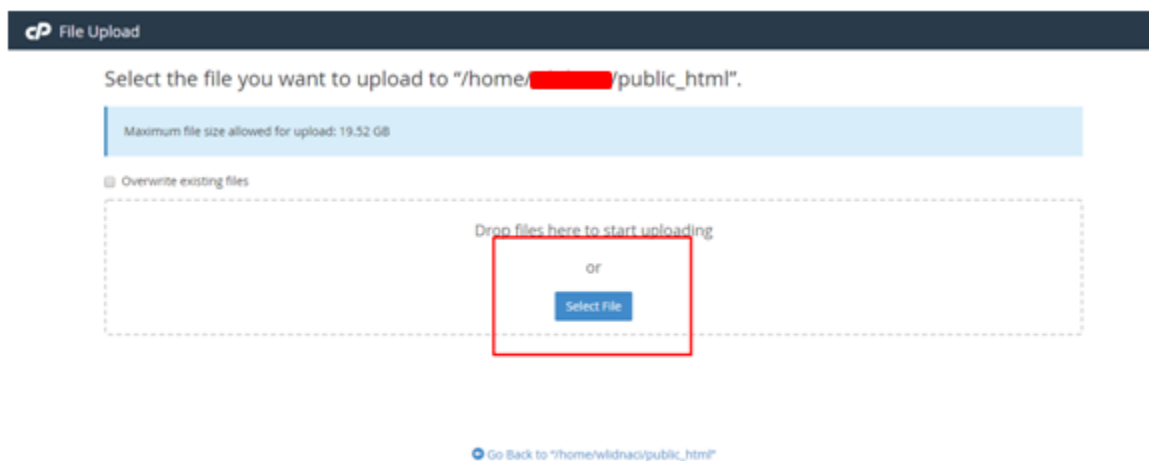 cP File Upload
Select the file you want to upload to “/home/ /public_html”.
Maximum file size allowed for upload: 19.52 GB
Overwrite existing files
Drop files here to start uploading
or
Select File
Go Back to “/home/wlidnaci/public_html”